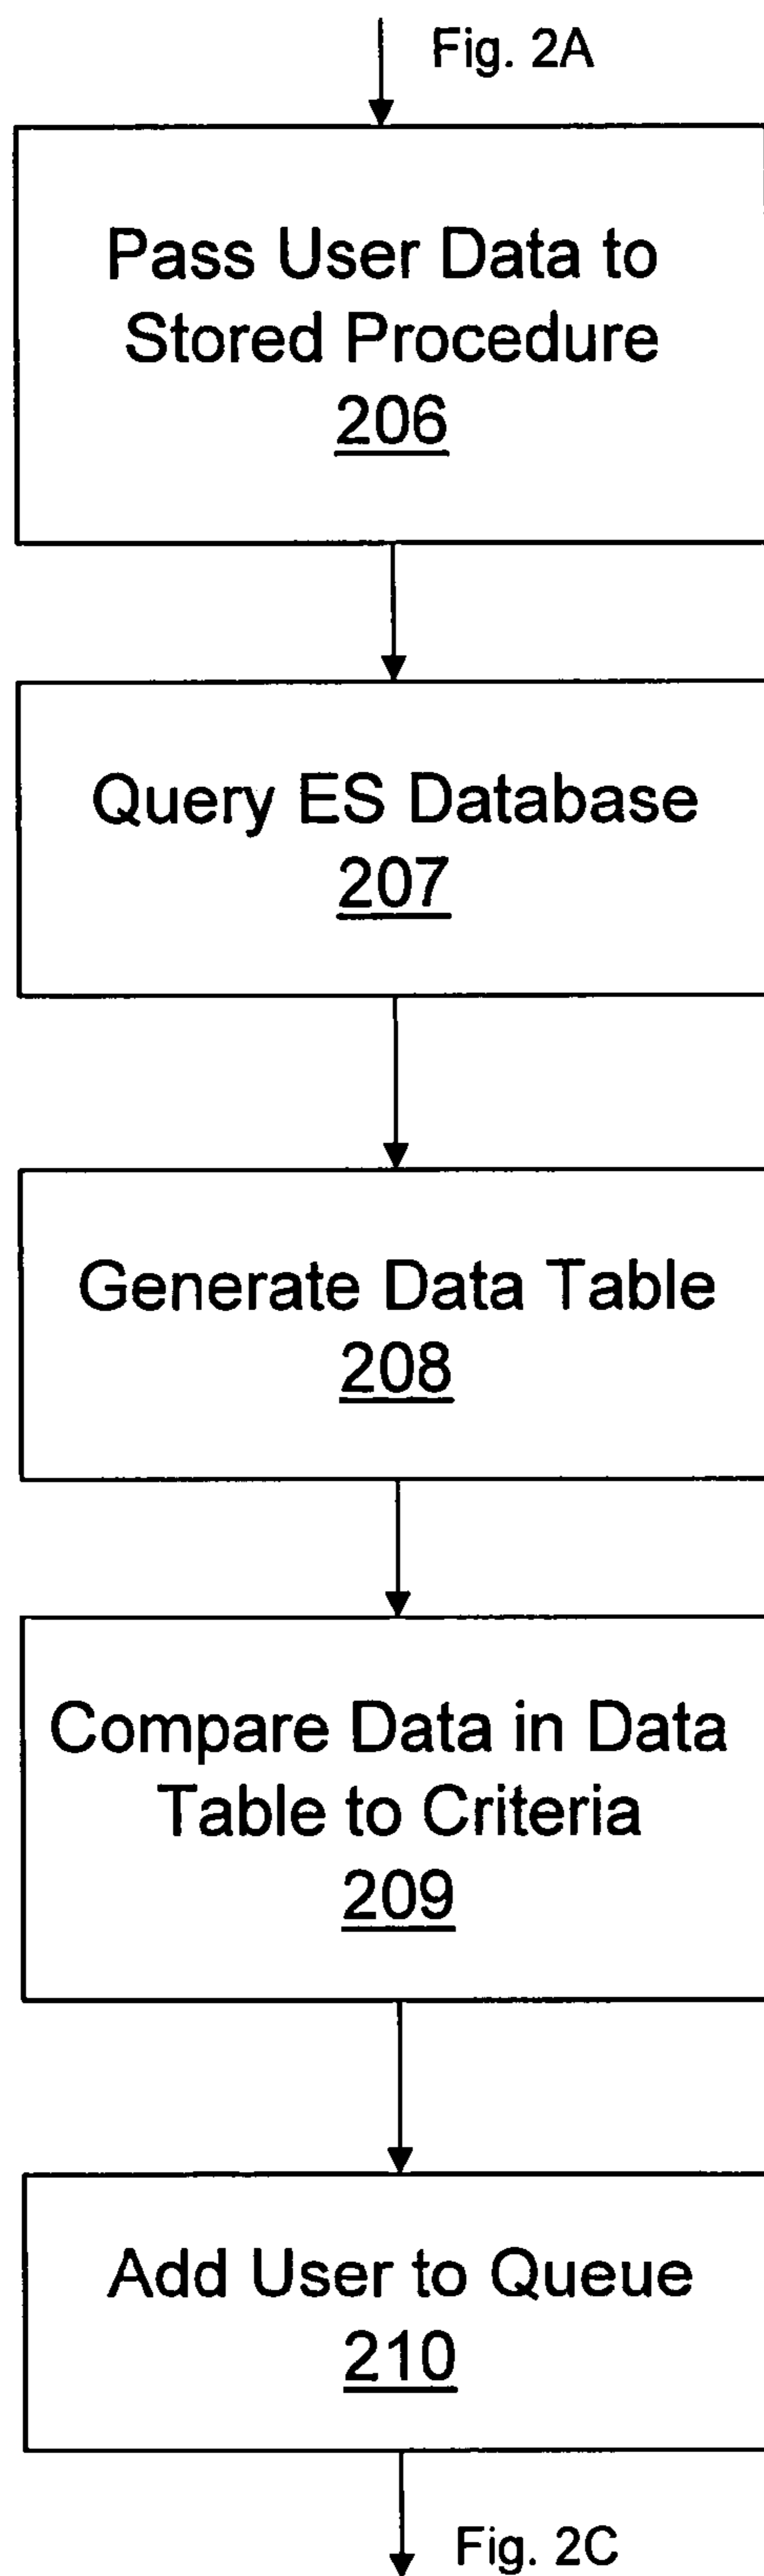 Fig. 2A
Pass User Data to
Stored Procedure
206
Query ES Database
207
Generate Data Table
208
Compare Data in Data
Table to Criteria
209
Add User to Queue
210
Fig. 2C